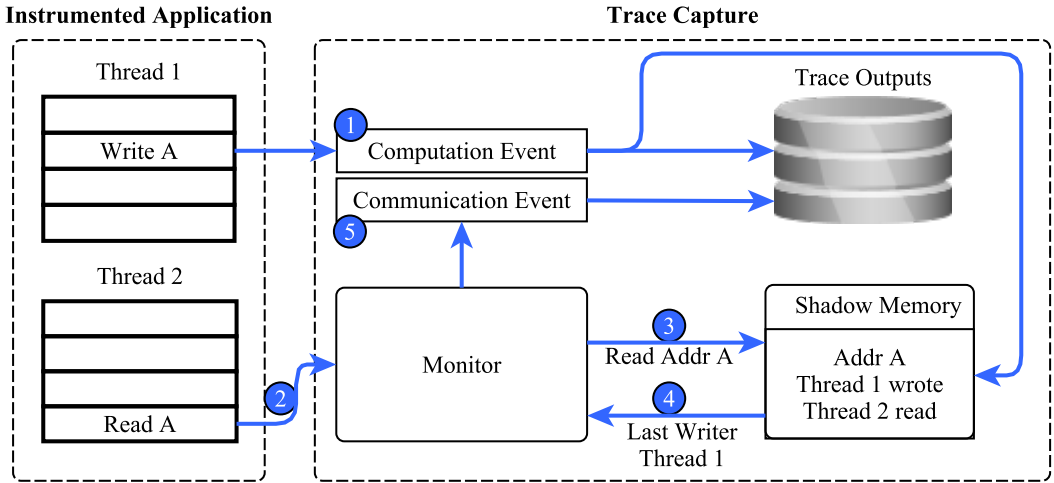 Instrumented Application
Trace Capture
Thread 1
Write A
Thread 2
Read A
1
Computation Event
Communication Event
5
Trace Outputs
2
Monitor
3
Read Addr A
4
Last Writer
Thread 1
Shadow Memory
Addr A
Thread 1 wrote
Thread 2 read